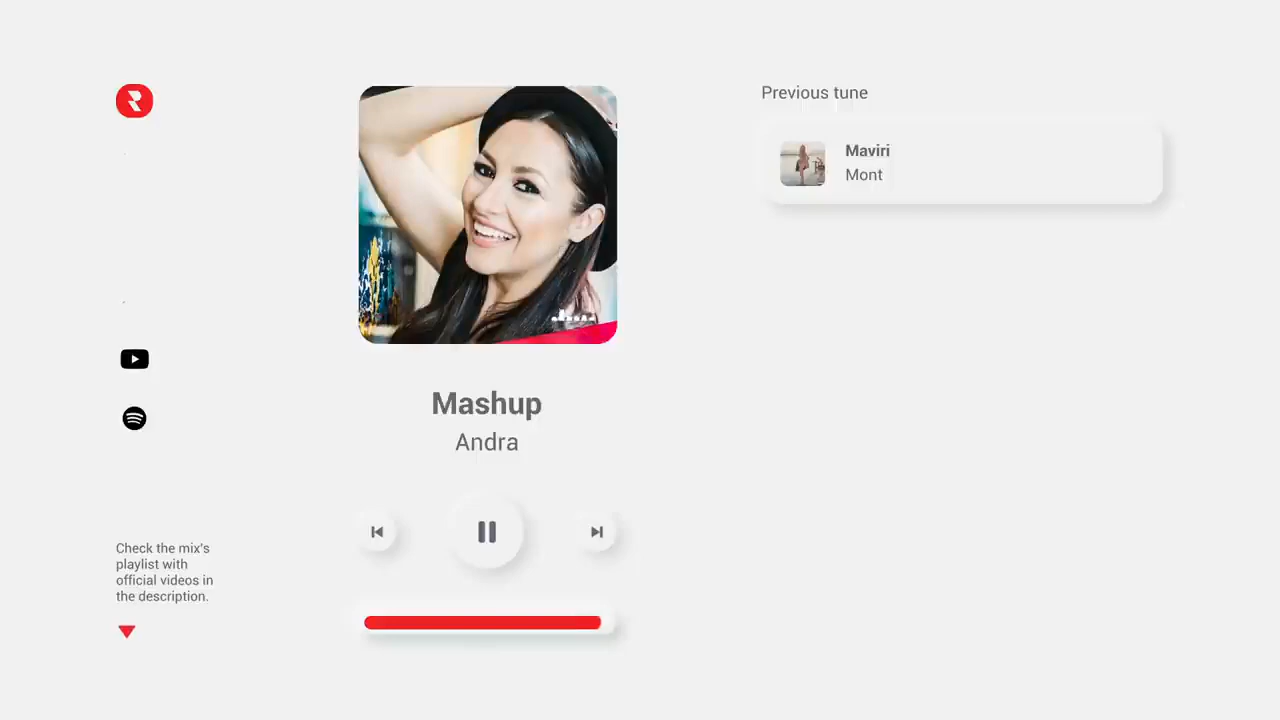 Previous tune
Maviri
Mont
Mashup
Andra
Check the mix's
playlist with
official videos in
the description.